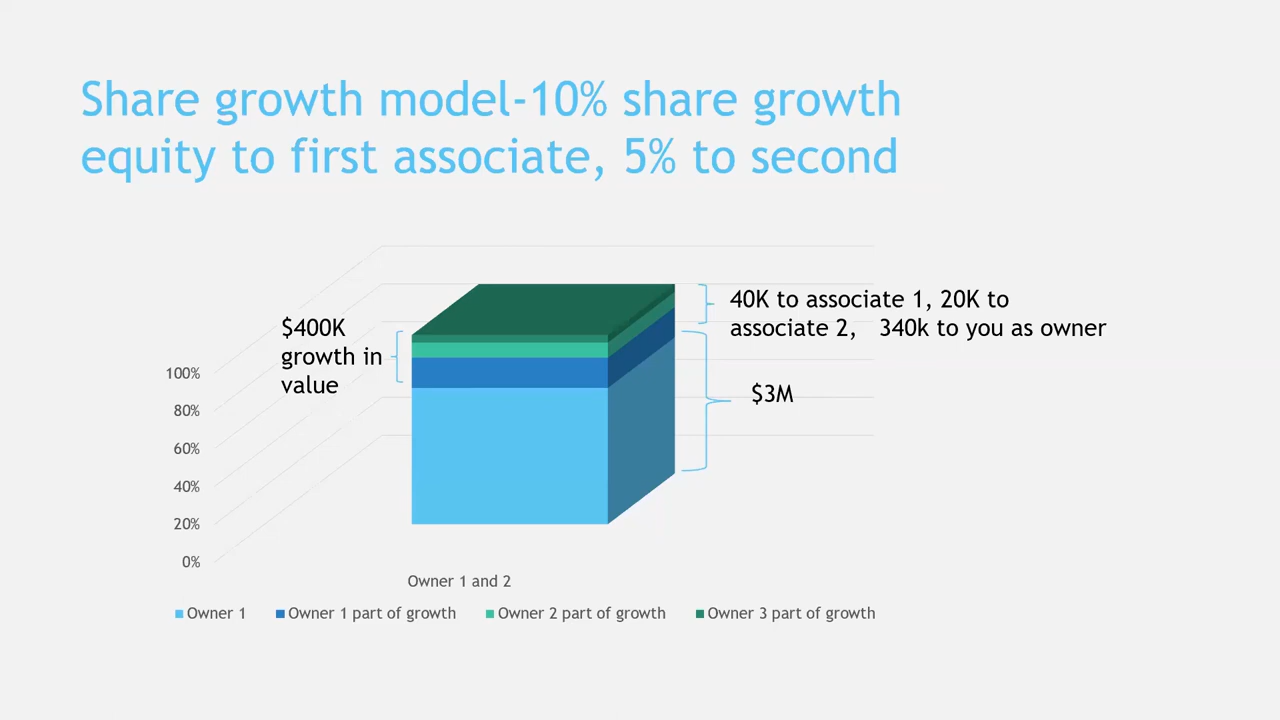 Share growth model-10% share growth
equity to first associate, 5% to second
$400K
growth in
value
40K to associate 1, 20K to
associate 2, 340k to you as owner
$3M
100%
80%
60%
40%
20%
0%
Owner 1 and 2
Owner 1 Owner 1 part of growth Owner 2 part of growth Owner 3 part of growth